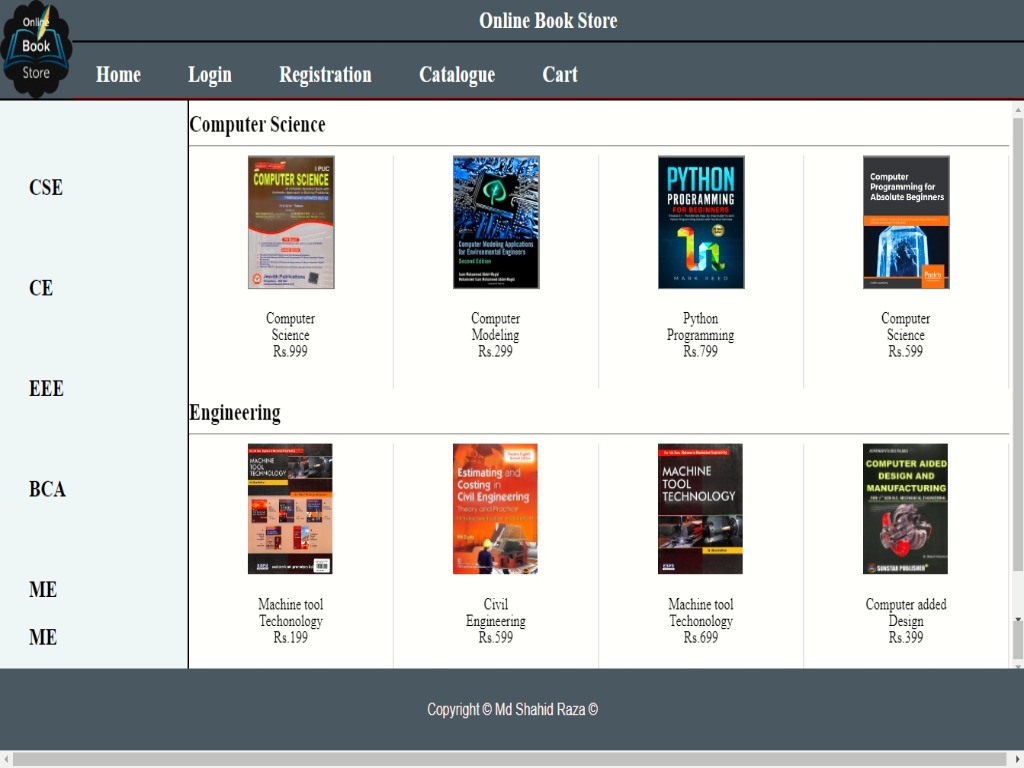 Online
Book
Store
Online Book Store
Home Login Registration Catalogue Cart
CSE
CE
EEE
BCA
ME
ME
Computer Science
I PUC
COMPUTER SCIENCE
Computer
Science
Rs.999
Computer Modeling Applications
for Environmental Engineers
Second Edition
Computer
Modeling
Rs.299
PYTHON
PROGRAMMING
FOR BEGINNERS
MARK REED
Python
Programming
Rs.799
Computer
Programming for
Absolute Beginners
Packt
Computer
Science
Rs.599
Engineering
MACHINE
TOOL
TECHNOLOGY
Machine tool
Techonology
Rs.199
Estimating and
Costing in
Civil Engineering
Theory and Practice
Civil
Engineering
Rs.599
MACHINE
TOOL
TECHNOLOGY
Machine tool
Techonology
Rs.699
COMPUTER AIDED
DESIGN AND
MANUFACTURING
SUNSTAR PUBLISHER
Computer added
Design
Rs.399
Copyright © Md Shahid Raza ©